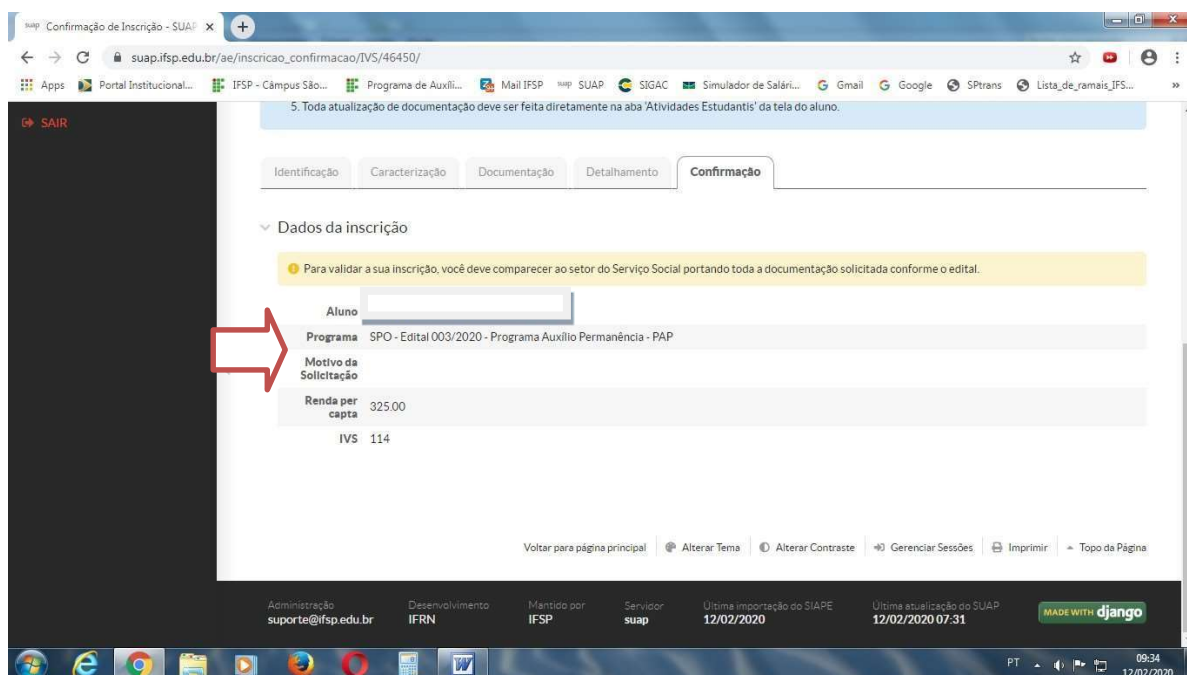 suap Confirmação de Inscrição - SUAP
suap.ifsp.edu.br/ae/inscricao_confirmacao/IVS/46450/
Apps Portal Institucional... IFSP - Câmpus São... Programa de Auxíli... Mail IFSP suap SUAP SIGAC Simulador de Salári... Gmail Google SPtrans Lista_de_ramais_IFS... »
5. Toda atualização de documentação deve ser feita diretamente na aba 'Atividades Estudantis' da tela do aluno.
SAIR
Identificação Caracterização Documentação Detalhamento Confirmação
Dados da inscrição
Para validar a sua inscrição, você deve comparecer ao setor do Serviço Social portando toda a documentação solicitada conforme o edital.
Aluno
Programa SPO - Edital 003/2020 - Programa Auxílio Permanência - PAP
Motivo da
Solicitação
Renda per
capta 325.00
IVS 114
Voltar para página principal Alterar Tema Alterar Contraste Gerenciar Sessões Imprimir Topo da Página
Administração Desenvolvimento Mantido por Servidor Última importação do SIAPE Última atualização do SUAP
suporte@ifsp.edu.br IFRN IFSP suap 12/02/2020 12/02/2020 07:31
MADE WITH django
PT 09:34
12/02/2020